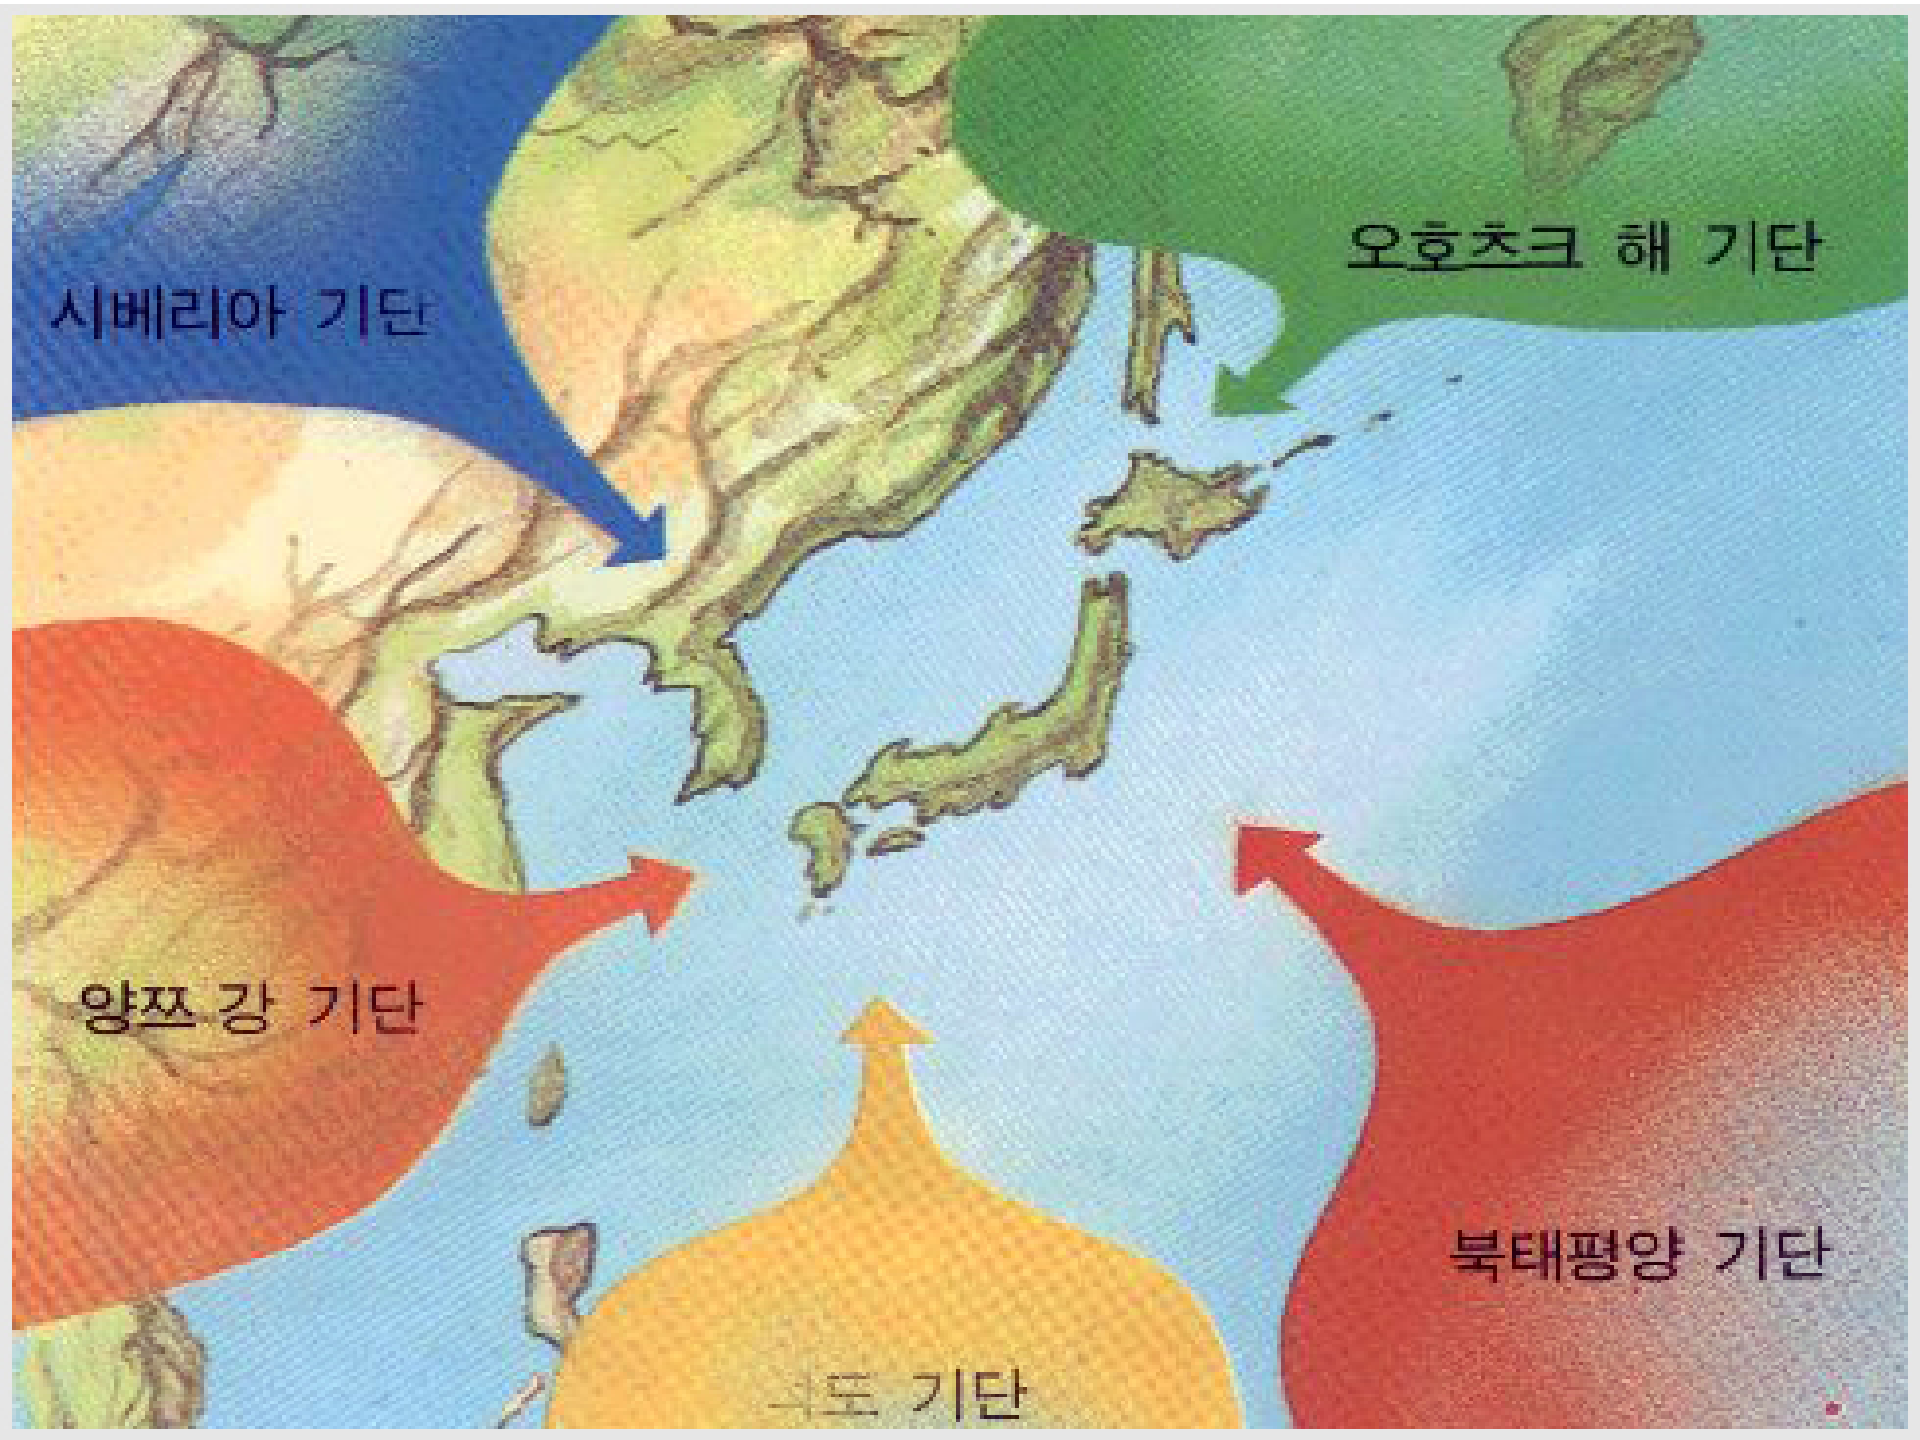 오호츠크 해 기단
시베리아 기단
양쯔 강 기단
북태평양 기단
기단